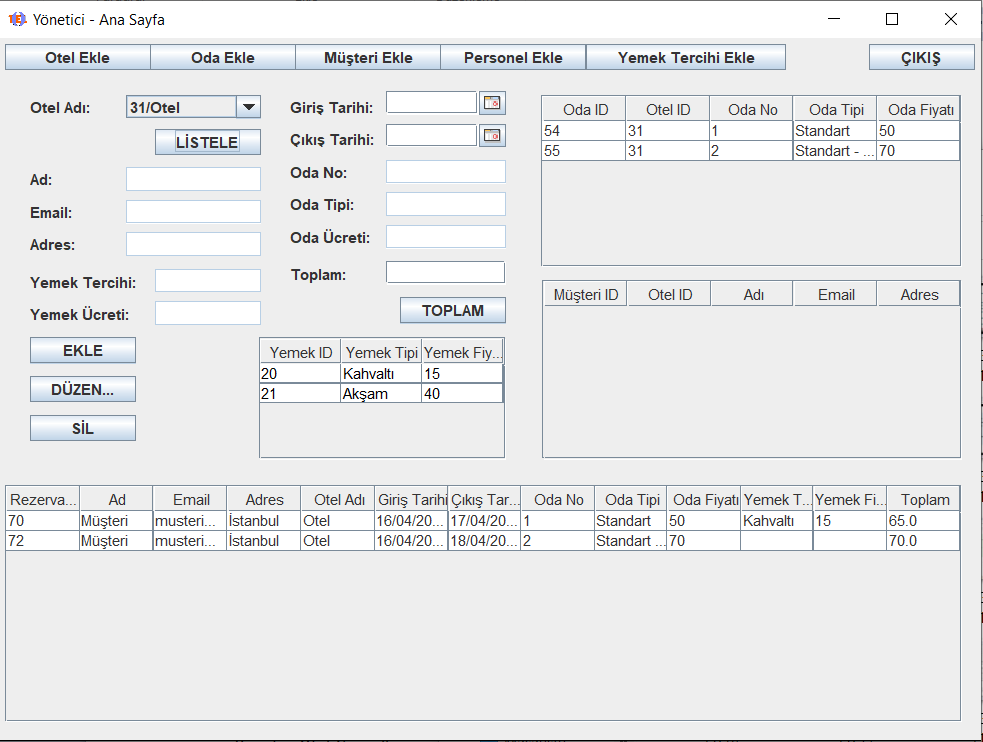 Yönetici - Ana Sayfa
Otel Ekle Oda Ekle Müşteri Ekle Personel Ekle Yemek Tercihi Ekle ÇIKIŞ
Otel Adı: 31/Otel
LİSTELE
Ad:
Email:
Adres:
Yemek Tercihi:
Yemek Ücreti:
EKLE
DÜZEN...
SİL
Giriş Tarihi:
Çıkış Tarihi:
Oda No:
Oda Tipi:
Oda Ücreti:
Toplam:
TOPLAM
Yemek ID Yemek Tipi Yemek Fiy...
20 Kahvaltı 15
21 Akşam 40
Oda ID Otel ID Oda No Oda Tipi Oda Fiyatı
54 31 1 Standart 50
55 31 2 Standart - ... 70
Müşteri ID Otel ID Adı Email Adres
Rezerva... Ad Email Adres Otel Adı Giriş Tarihi Çıkış Tar... Oda No Oda Tipi Oda Fiyatı Yemek T... Yemek Fi... Toplam
70 Müşteri musteri... İstanbul Otel 16/04/20... 17/04/20... 1 Standart 50 Kahvaltı 15 65.0
72 Müşteri musteri... İstanbul Otel 16/04/20... 18/04/20... 2 Standart ... 70 70.0